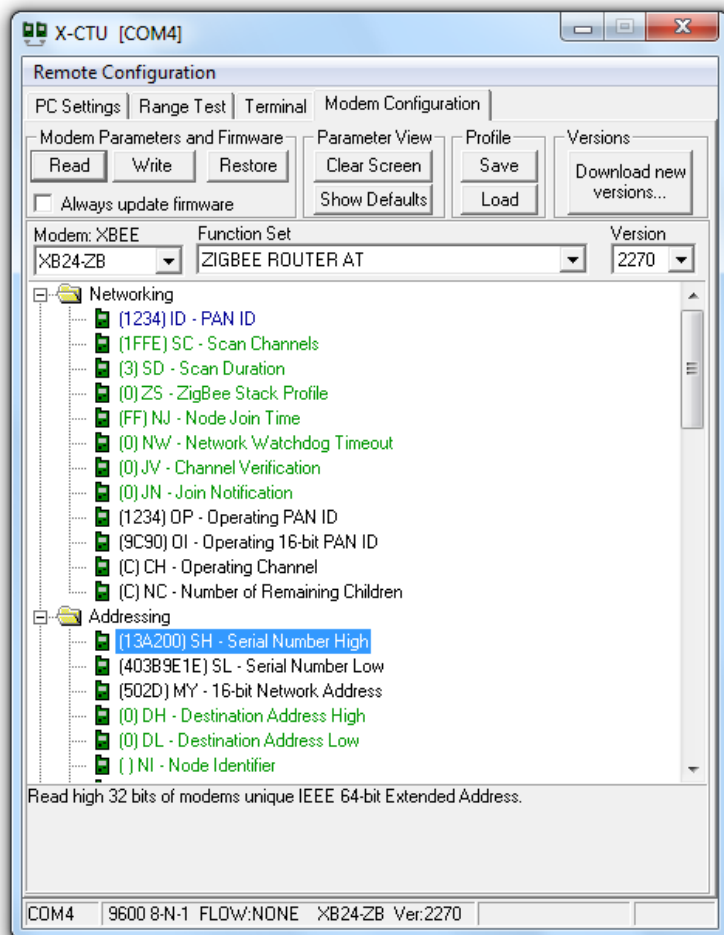 X-CTU [COM4]
Remote Configuration
PC Settings Range Test Terminal Modem Configuration
Modem Parameters and Firmware Parameter View Profile Versions
Read Write Restore Clear Screen Save Download new versions...
Always update firmware Show Defaults Load
Modem: XBEE Function Set Version
XB24-ZB ZIGBEE ROUTER AT 2270
Networking
(1234) ID - PAN ID
(1FFE) SC - Scan Channels
(3) SD - Scan Duration
(0) ZS - ZigBee Stack Profile
(FF) NJ - Node Join Time
(0) NW - Network Watchdog Timeout
(0) JV - Channel Verification
(0) JN - Join Notification
(1234) OP - Operating PAN ID
(9C90) OI - Operating 16-bit PAN ID
(C) CH - Operating Channel
(C) NC - Number of Remaining Children
Addressing
(13A200) SH - Serial Number High
(403B9E1E) SL - Serial Number Low
(502D) MY - 16-bit Network Address
(0) DH - Destination Address High
(0) DL - Destination Address Low
( ) NI - Node Identifier
Read high 32 bits of modems unique IEEE 64-bit Extended Address.
COM4 9600 8-N-1 FLOW:NONE XB24-ZB Ver:2270